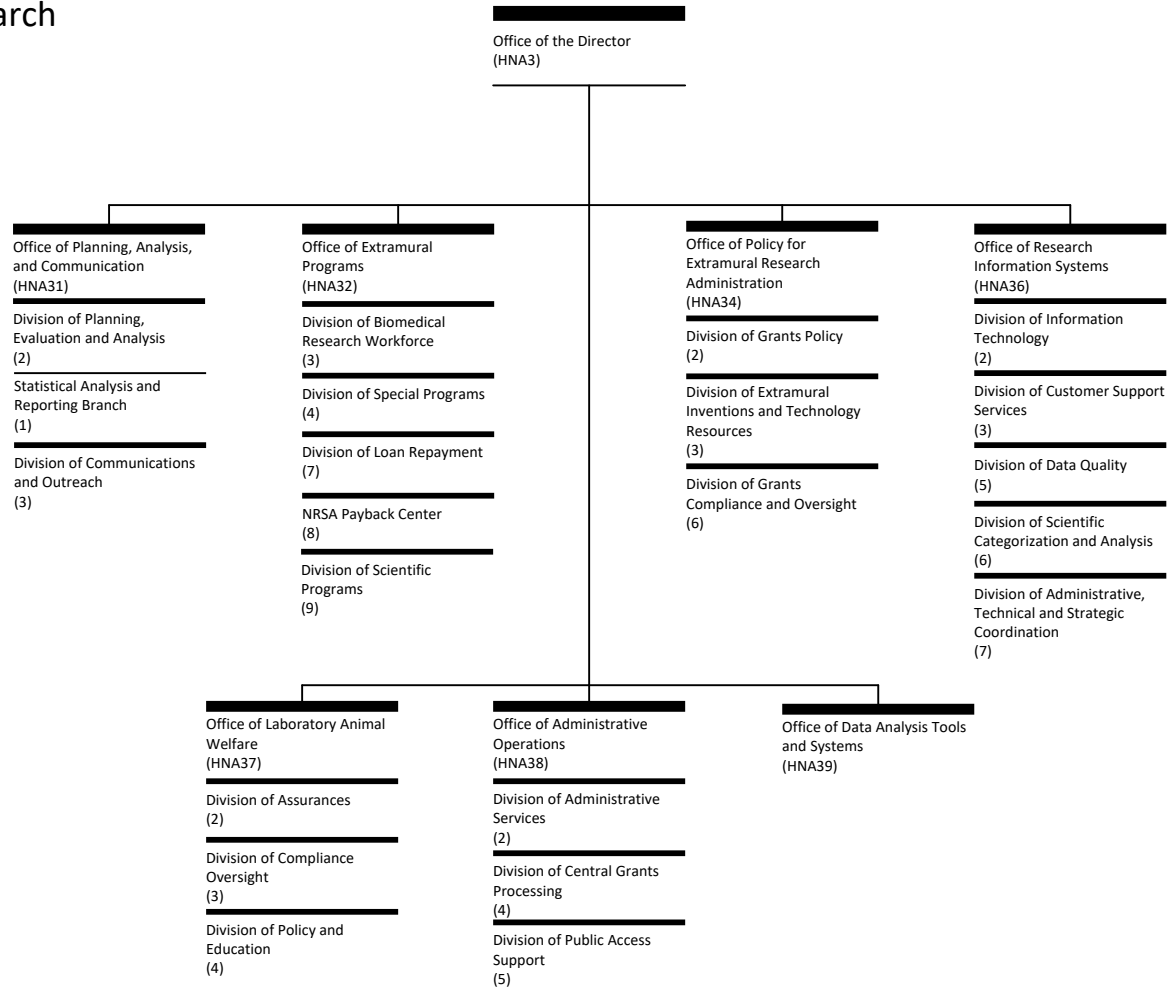 Office of the Director
(HNA3)
Office of Planning, Analysis,
and Communication
(HNA31)
Division of Planning,
Evaluation and Analysis
(2)
Statistical Analysis and
Reporting Branch
(1)
Division of Communications
and Outreach
(3)
Office of Extramural
Programs
(HNA32)
Division of Biomedical
Research Workforce
(3)
Division of Special Programs
(4)
Division of Loan Repayment
(7)
NRSA Payback Center
(8)
Division of Scientific
Programs
(9)
Office of Policy for
Extramural Research
Administration
(HNA34)
Division of Grants Policy
(2)
Division of Extramural
Inventions and Technology
Resources
(3)
Division of Grants
Compliance and Oversight
(6)
Office of Research
Information Systems
(HNA36)
Division of Information
Technology
(2)
Division of Customer Support
Services
(3)
Division of Data Quality
(5)
Division of Scientific
Categorization and Analysis
(6)
Division of Administrative,
Technical and Strategic
Coordination
(7)
Office of Laboratory Animal
Welfare
(HNA37)
Division of Assurances
(2)
Division of Compliance
Oversight
(3)
Division of Policy and
Education
(4)
Office of Administrative
Operations
(HNA38)
Division of Administrative
Services
(2)
Division of Central Grants
Processing
(4)
Division of Public Access
Support
(5)
Office of Data Analysis Tools
and Systems
(HNA39)